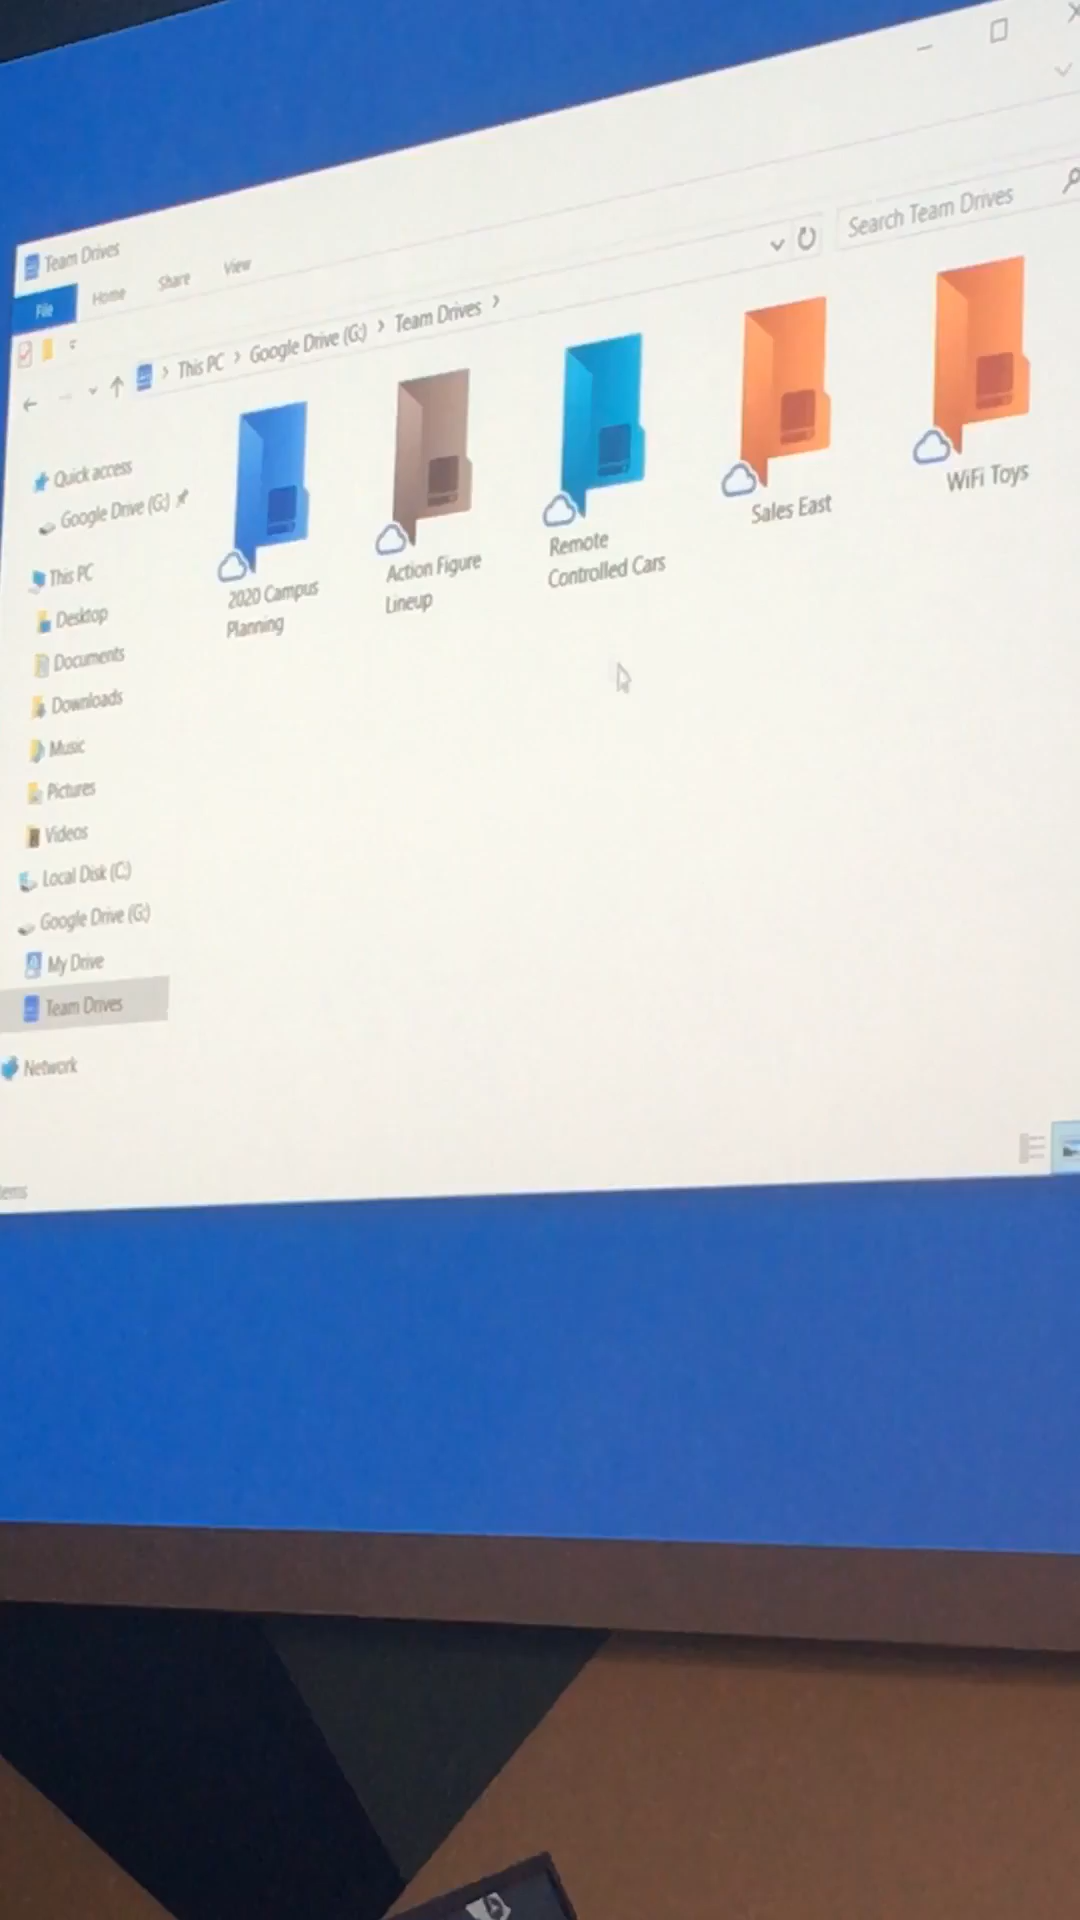 Team Drives
File Home Share View
This PC > Google Drive (G:) > Team Drives >
Search Team Drives
Quick access
Google Drive (G:)
This PC
Desktop
Documents
Downloads
Music
Pictures
Videos
Local Disk (C:)
Google Drive (G:)
My Drive
Team Drives
Network
2020 Campus
Planning
Action Figure
Lineup
Remote
Controlled Cars
Sales East
WiFi Toys